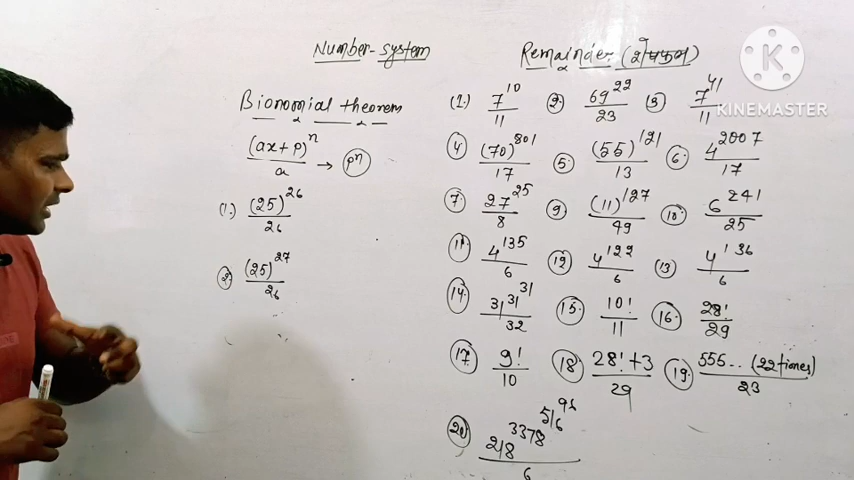 Number-system
Remainder (शेषफल)
Bionomial theorem
(ax+p)^n / a → pⁿ
(1.) (25)^26 / 26
(2) (25)^27 / 26
(1.) 7^10 / 11 (2.) 69^22 / 23 (3) 7^41 / 11
KINEMASTER
(4) (70)^801 / 17 (5.) (55)^121 / 13 (6.) 4^2007 / 17
(7.) 27^25 / 8 (9.) (11)^127 / 49 (10.) 6^241 / 25
(11) 4^135 / 6 (12) 4^122 / 6 (13) 4^136 / 6
(14.) 31^31^31 / 32 (15.) 10! / 11 (16.) 28! / 29
(17.) 9! / 10 (18) 28!+3 / 29 (19.) 555... (22times) / 23
(20) 218^3378^516^ / 6